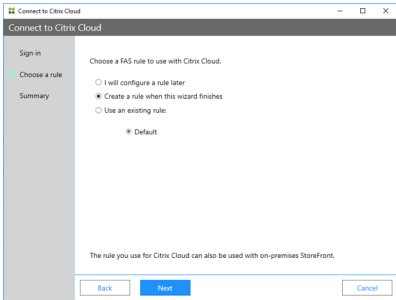 Connect to Citrix Cloud
Connect to Citrix Cloud
Sign in
Choose a rule
Summary
Choose a FAS rule to use with Citrix Cloud.
I will configure a rule later
Create a rule when this wizard finishes
Use an existing rule:
Default
The rule you use for Citrix Cloud can also be used with on-premises StoreFront.
Back
Next
Cancel